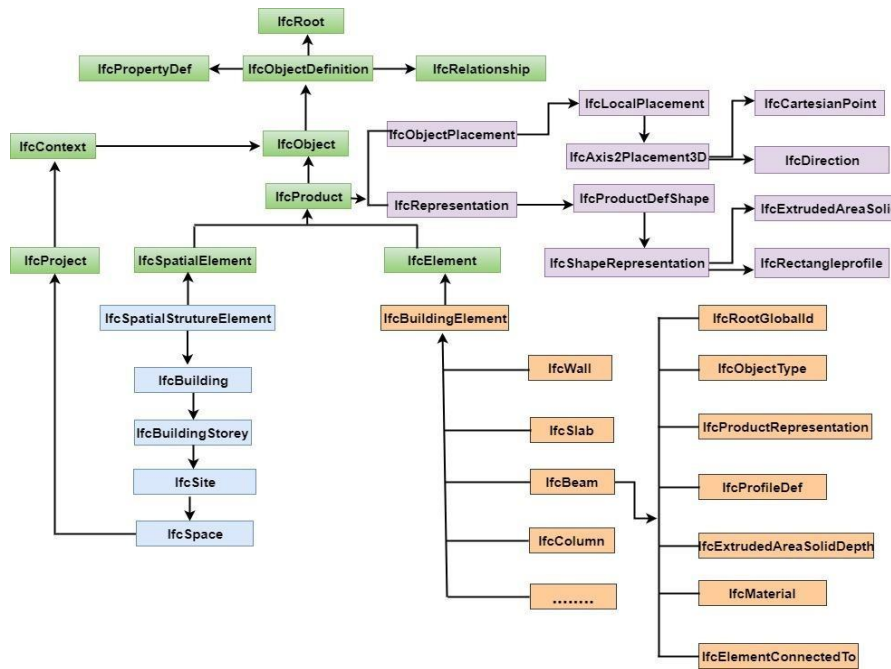 IfcRoot
IfcPropertyDef
IfcObjectDefinition
IfcRelationship
IfcLocalPlacement
IfcCartesianPoint
IfcContext
IfcObject
IfcObjectPlacement
IfcAxis2Placement3D
IfcDirection
IfcProduct
IfcRepresentation
IfcProductDefShape
IfcExtrudedAreaSolid
IfcProject
IfcSpatialElement
IfcElement
IfcShapeRepresentation
IfcRectangleprofile
IfcSpatialStrutureElement
IfcBuildingElement
IfcRootGlobalId
IfcBuilding
IfcWall
IfcObjectType
IfcBuildingStorey
IfcSlab
IfcProductRepresentation
IfcSite
IfcBeam
IfcProfileDef
IfcSpace
IfcColumn
IfcExtrudedAreaSolidDepth
........
IfcMaterial
IfcElementConnectedTo